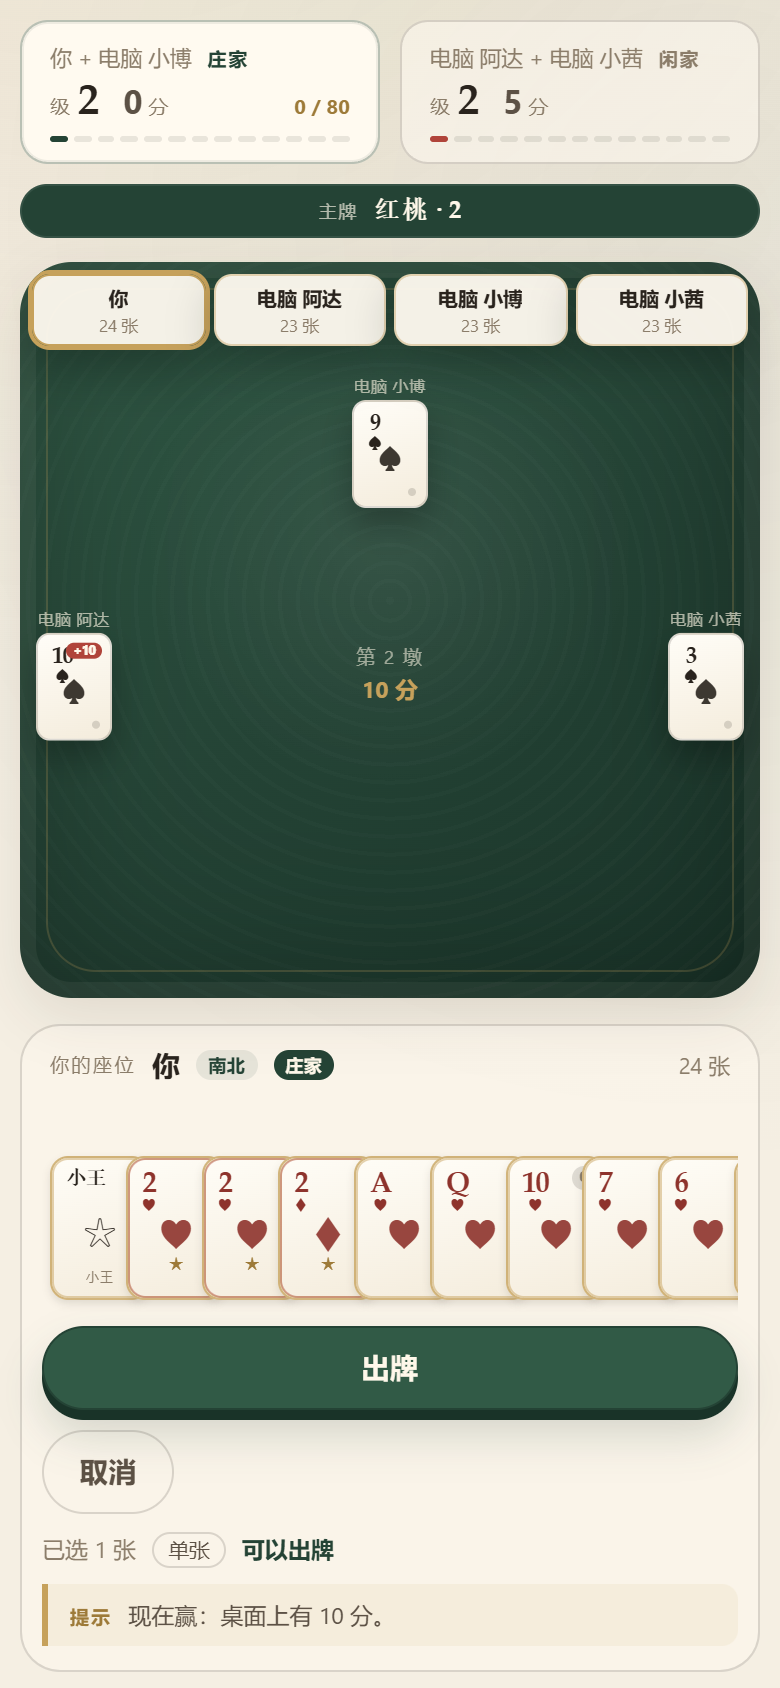 你 + 电脑 小博 庄家
级 2 0 分 0 / 80
电脑 阿达 + 电脑 小茜 闲家
级 2 5 分
主牌 红桃 · 2
你
24 张
电脑 阿达
23 张
电脑 小博
23 张
电脑 小茜
23 张
电脑 小博
9
电脑 阿达
10 +10
电脑 小茜
3
第 2 墩
10 分
你的座位 你 南北 庄家 24 张
小王 2 2 2 A Q 10 7 6
小王
出牌
取消
已选 1 张 单张 可以出牌
提示 现在赢：桌面上有 10 分。